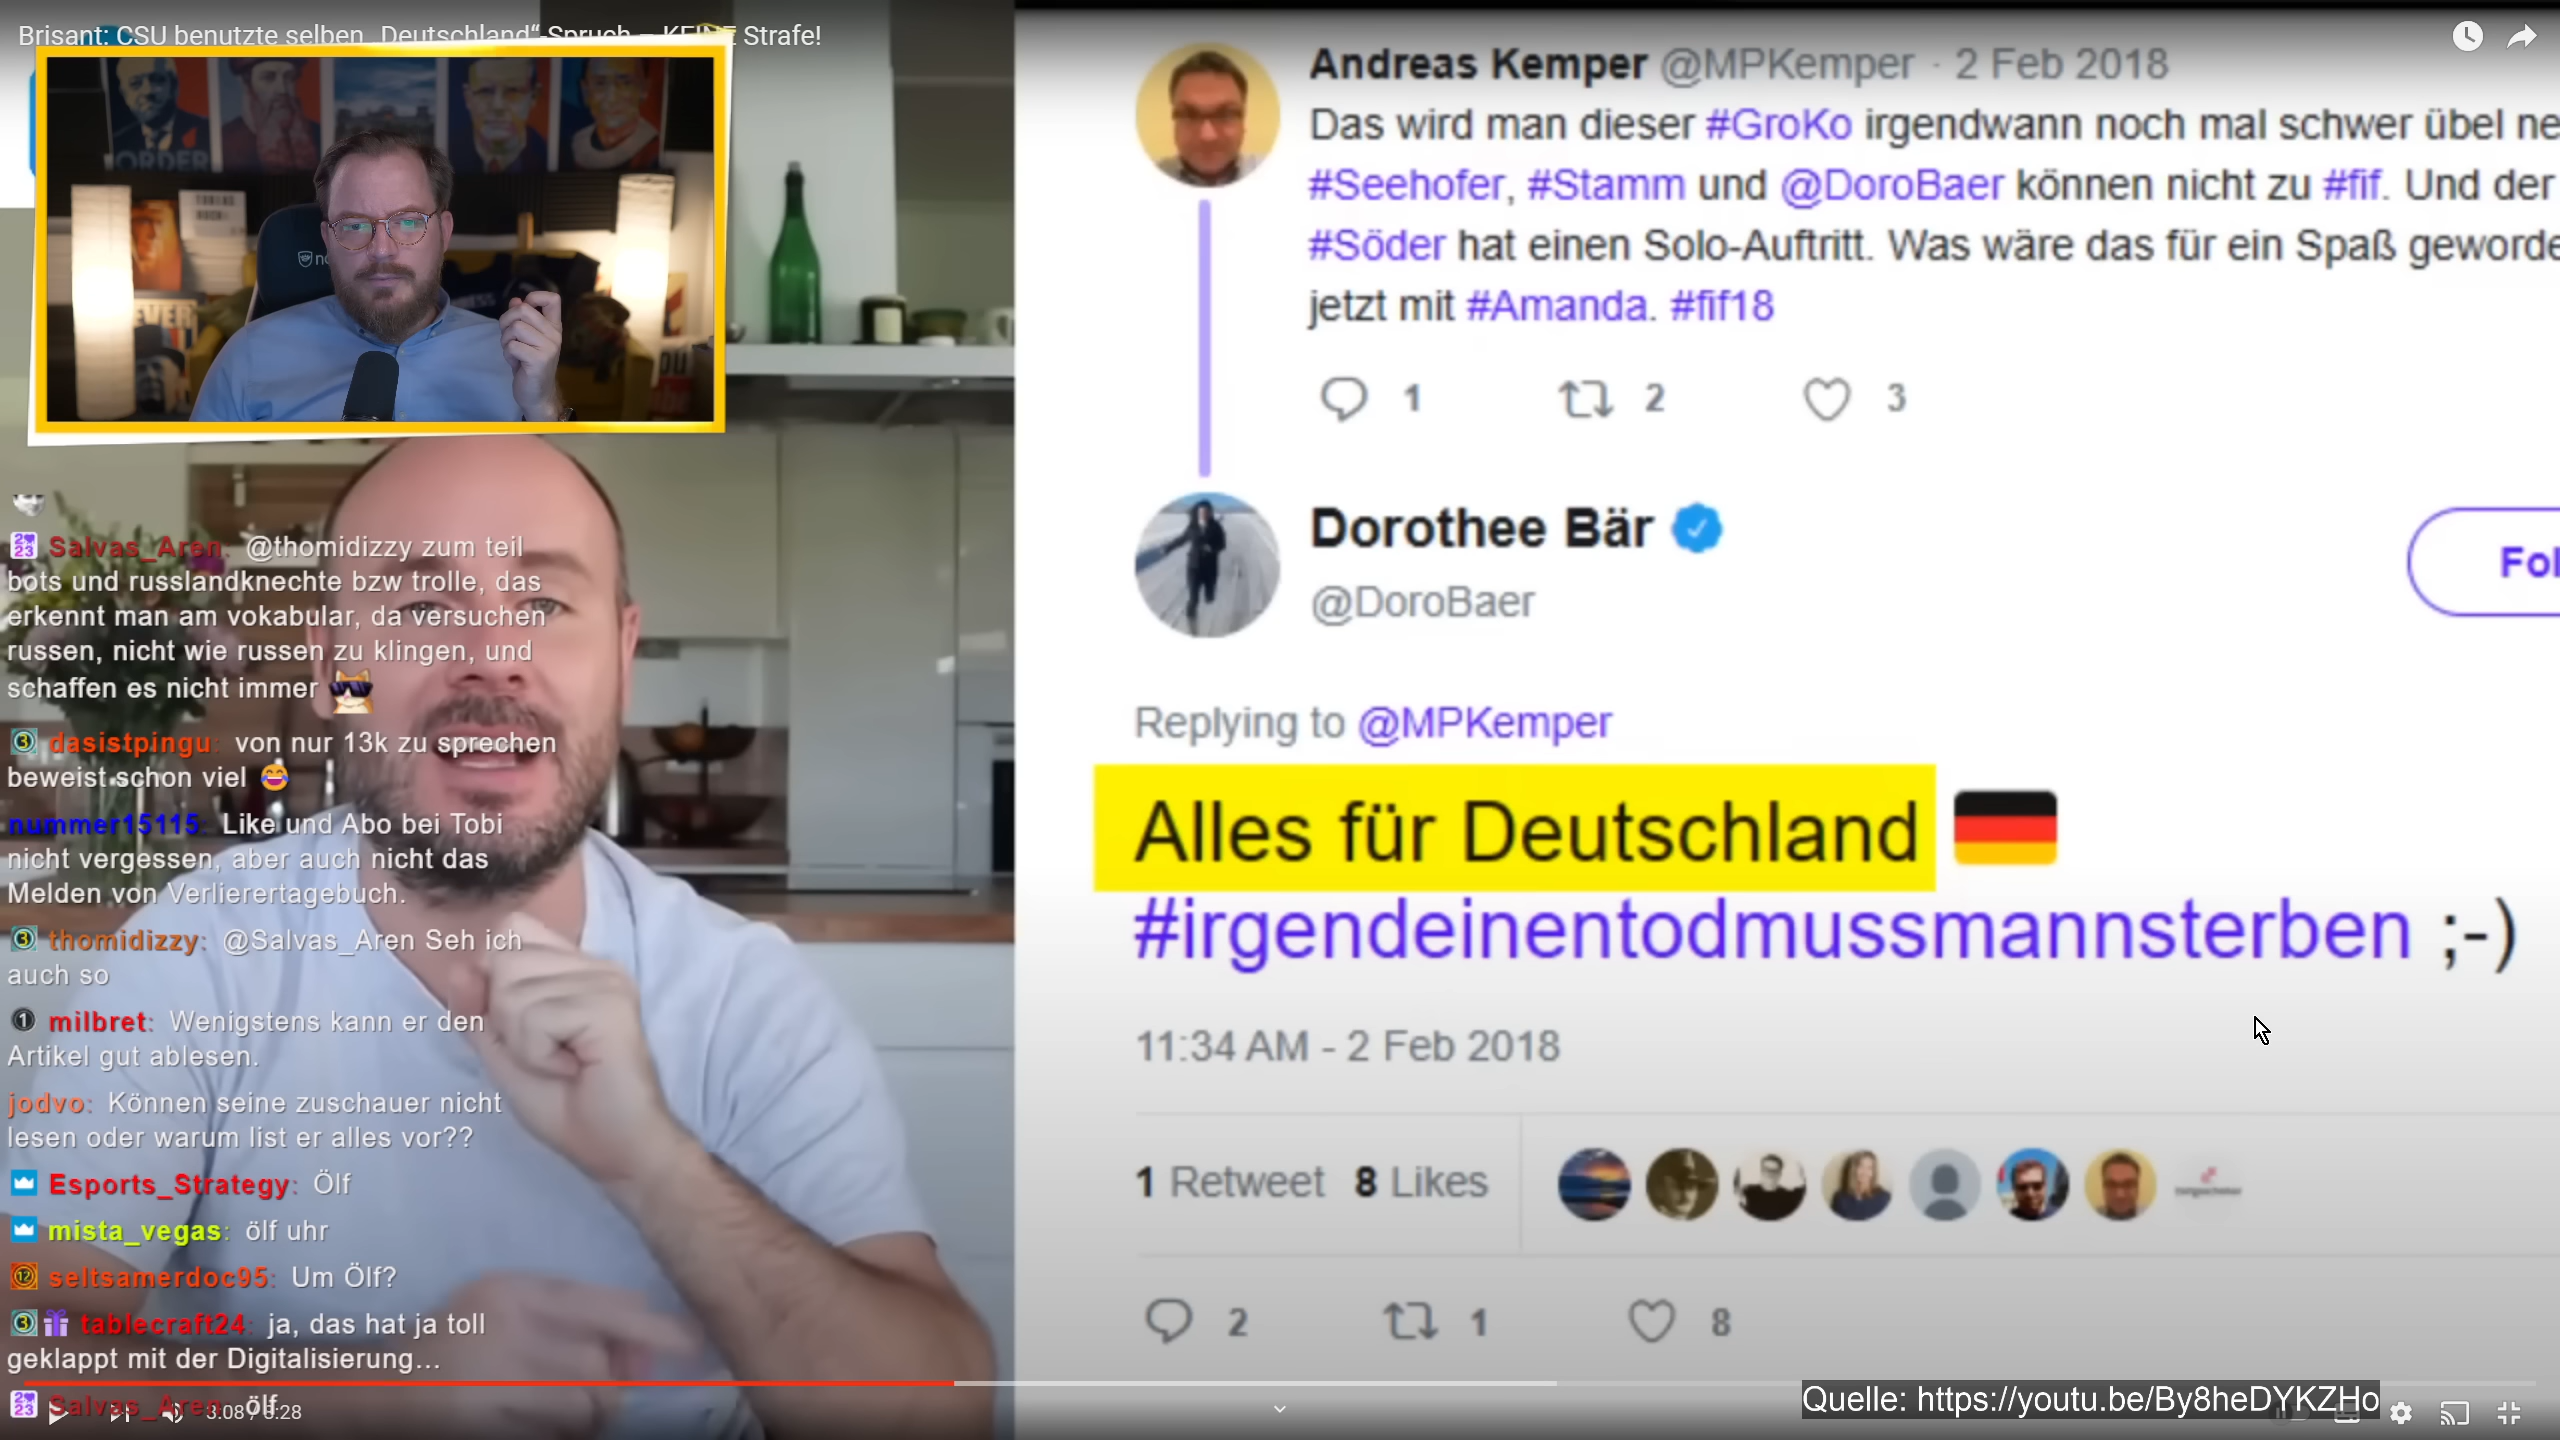 Brisant: CSU benutzte selben „Deutschland“-Spruch – KEINE Strafe!
ORDER
Salvas_Aren: @thomidizzy zum teil
bots und russlandknechte bzw trolle, das
erkennt man am vokabular, da versuchen
russen, nicht wie russen zu klingen, und
schaffen es nicht immer
dasistpingu: von nur 13k zu sprechen
beweist schon viel 😂
nummer15115: Like und Abo bei Tobi
nicht vergessen, aber auch nicht das
Melden von Verlierertagebuch.
thomidizzy: @Salvas_Aren Seh ich
auch so
milbret: Wenigstens kann er den
Artikel gut ablesen.
jodvo: Können seine zuschauer nicht
lesen oder warum list er alles vor??
Esports_Strategy: Ölf
mista_vegas: ölf uhr
seltsamerdoc95: Um Ölf?
tablecraft24: ja, das hat ja toll
geklappt mit der Digitalisierung...
Salvas_Aren: ölf
3:08 / 8:28
Andreas Kemper @MPKemper · 2 Feb 2018
Das wird man dieser #GroKo irgendwann noch mal schwer übel ne
#Seehofer, #Stamm und @DoroBaer können nicht zu #fif. Und der
#Söder hat einen Solo-Auftritt. Was wäre das für ein Spaß geworde
jetzt mit #Amanda. #fif18
1 2 3
Dorothee Bär
@DoroBaer
Fol
Replying to @MPKemper
Alles für Deutschland 🇩🇪
#irgendeinentodmussmannsterben ;-)
11:34 AM - 2 Feb 2018
1 Retweet 8 Likes
2 1 8
Quelle: https://youtu.be/By8heDYKZHo